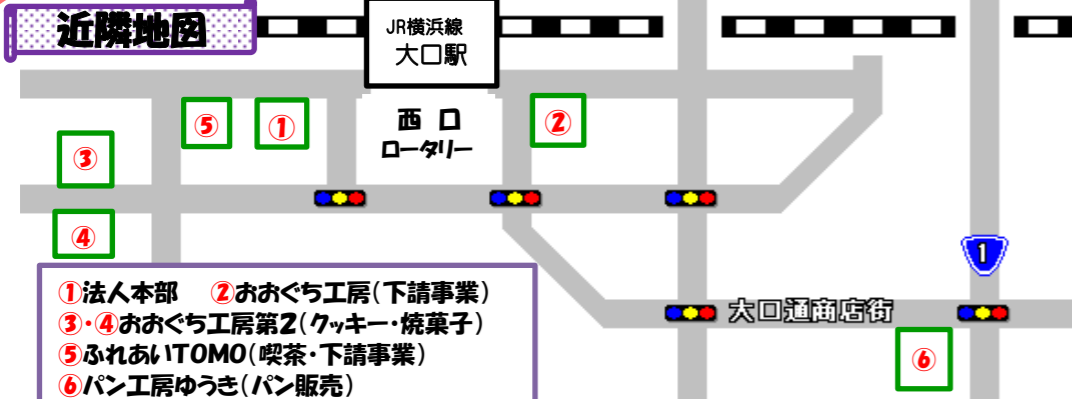 近隣地図
JR横浜線
大口駅
西口
ロータリー
⑤
①
②
③
④
1
大口通商店街
⑥
①法人本部 ②おおぐち工房(下請事業)
③・④おおぐち工房第2(クッキー・焼菓子)
⑤ふれあいTOMO(喫茶・下請事業)
⑥パン工房ゆうき(パン販売)